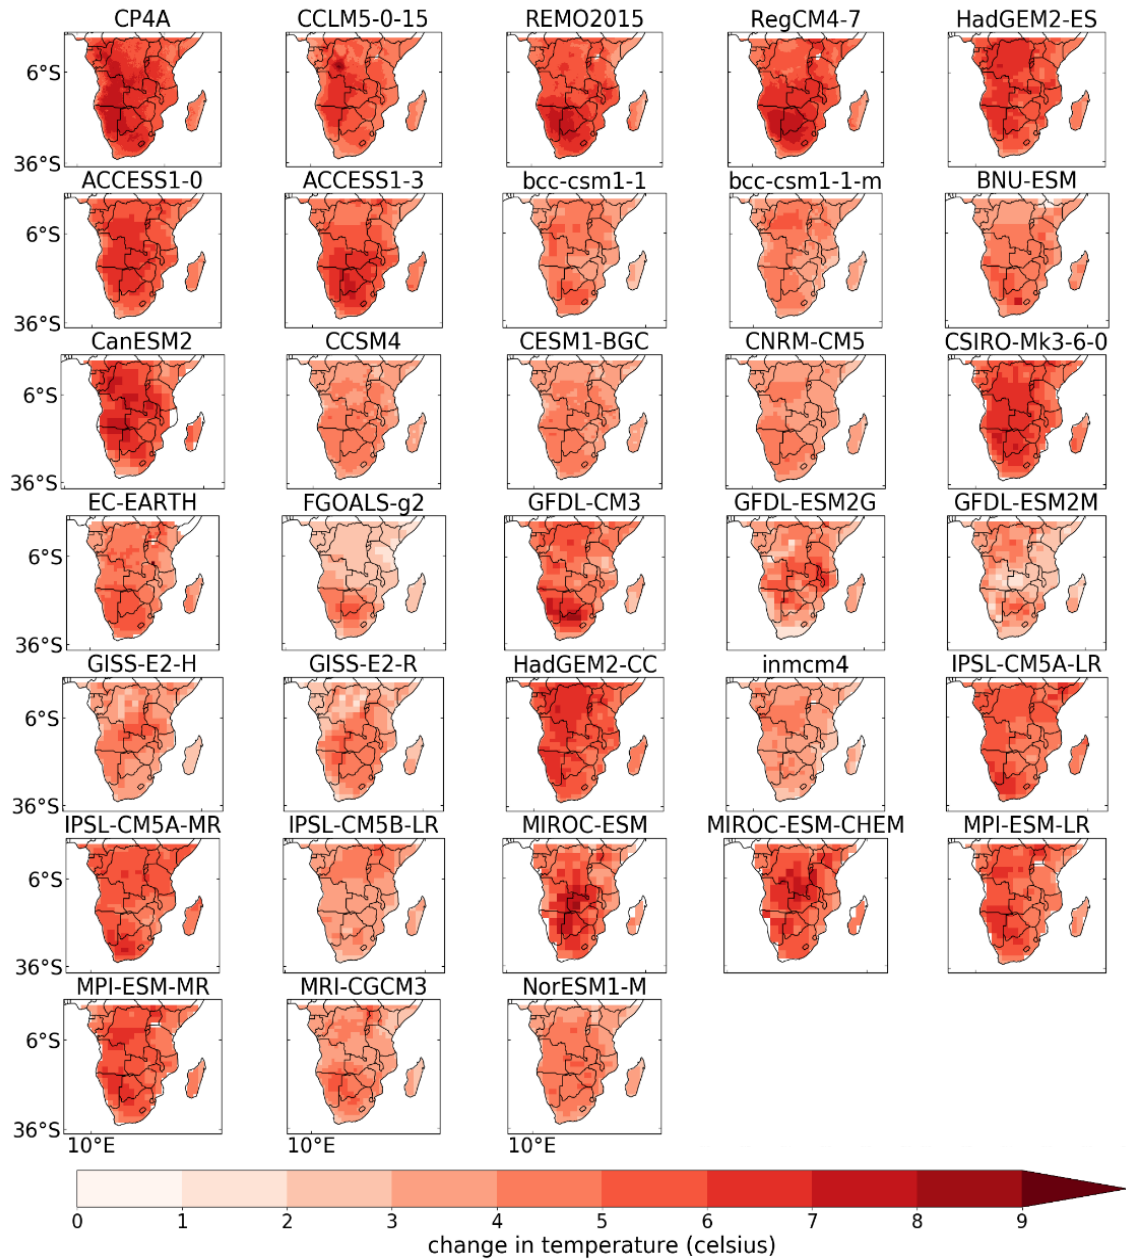 CP4A CCLM5-0-15 REMO2015 RegCM4-7 HadGEM2-ES
6°S
36°S
ACCESS1-0 ACCESS1-3 bcc-csm1-1 bcc-csm1-1-m BNU-ESM
6°S
36°S
CanESM2 CCSM4 CESM1-BGC CNRM-CM5 CSIRO-Mk3-6-0
6°S
36°S
EC-EARTH FGOALS-g2 GFDL-CM3 GFDL-ESM2G GFDL-ESM2M
6°S
36°S
GISS-E2-H GISS-E2-R HadGEM2-CC inmcm4 IPSL-CM5A-LR
6°S
36°S
IPSL-CM5A-MR IPSL-CM5B-LR MIROC-ESM MIROC-ESM-CHEM MPI-ESM-LR
6°S
36°S
MPI-ESM-MR MRI-CGCM3 NorESM1-M
6°S
36°S
10°E 10°E 10°E
0 1 2 3 4 5 6 7 8 9
change in temperature (celsius)